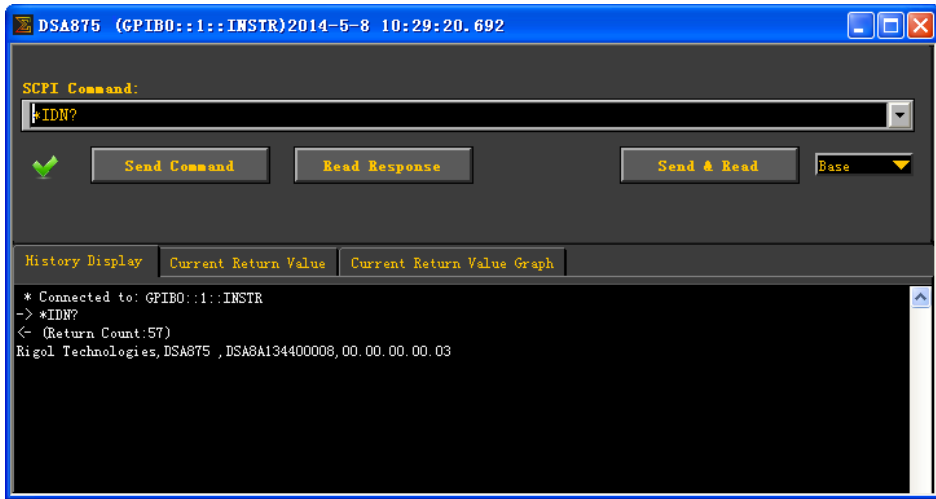 DSA875 (GPIB0::1::INSTR)2014-5-8 10:29:20.692
SCPI Command:
*IDN?
Send Command Read Response Send & Read Base
History Display Current Return Value Current Return Value Graph
* Connected to: GPIB0::1::INSTR
-> *IDN?
<- (Return Count:57)
Rigol Technologies,DSA875 ,DSA8A134400008,00.00.00.00.03